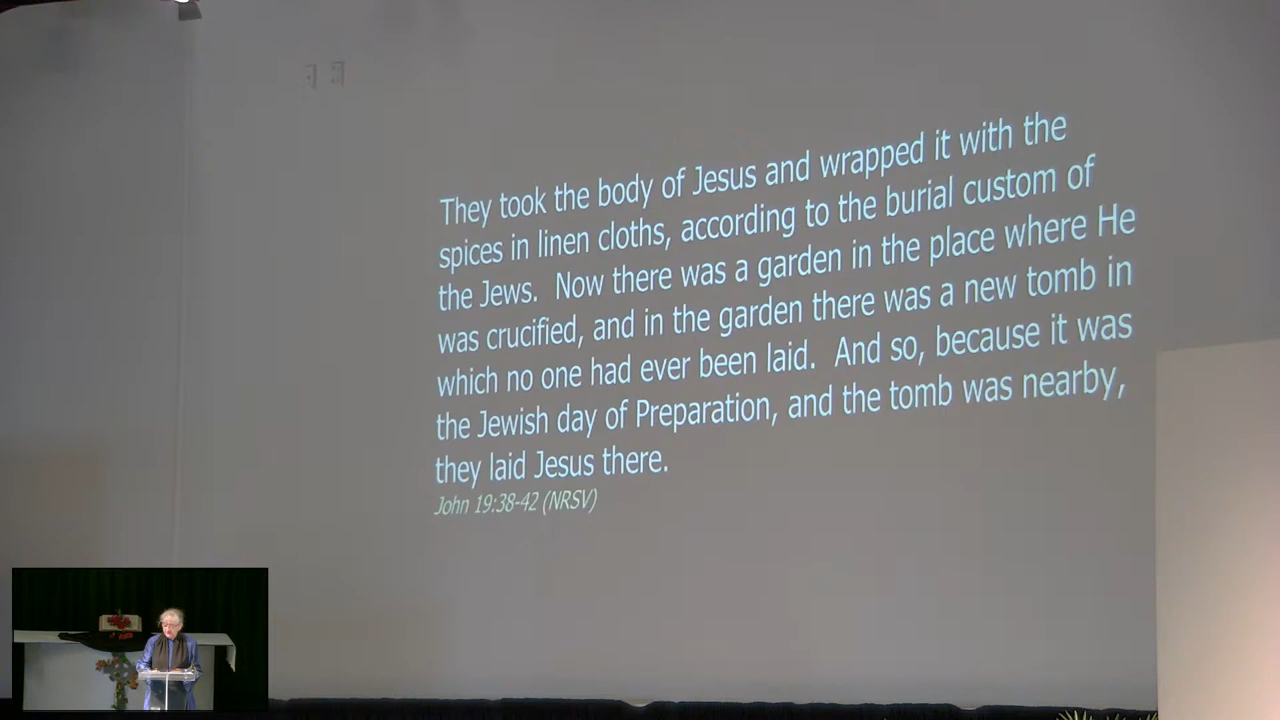 They took the body of Jesus and wrapped it with the
spices in linen cloths, according to the burial custom of
the Jews.  Now there was a garden in the place where He
was crucified, and in the garden there was a new tomb in
which no one had ever been laid.  And so, because it was
the Jewish day of Preparation, and the tomb was nearby,
they laid Jesus there.
John 19:38-42 (NRSV)